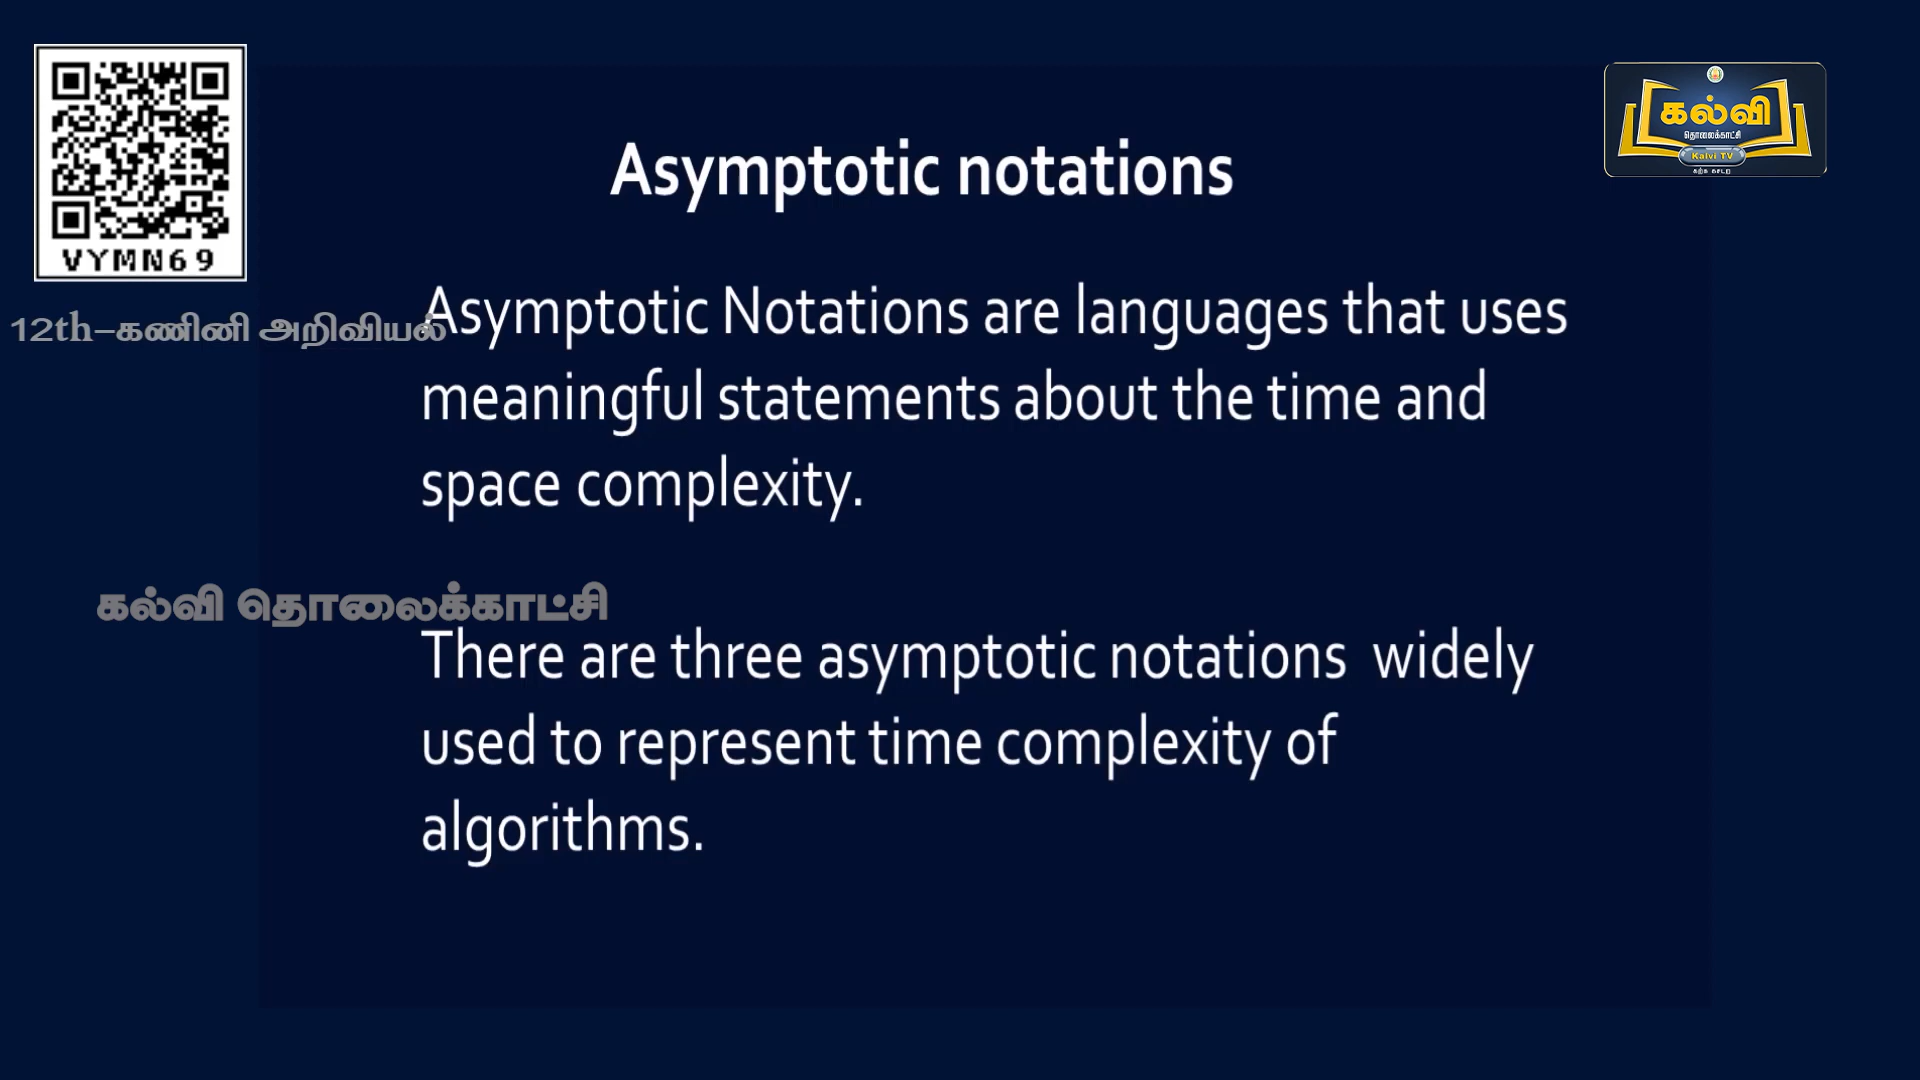 VYMN69
12th-கணினி அறிவியல்
கல்வி
தொலைக்காட்சி
Kalvi TV
கற்க கசடற
Asymptotic notations
Asymptotic Notations are languages that uses
meaningful statements about the time and
space complexity.
கல்வி தொலைக்காட்சி
There are three asymptotic notations widely
used to represent time complexity of
algorithms.